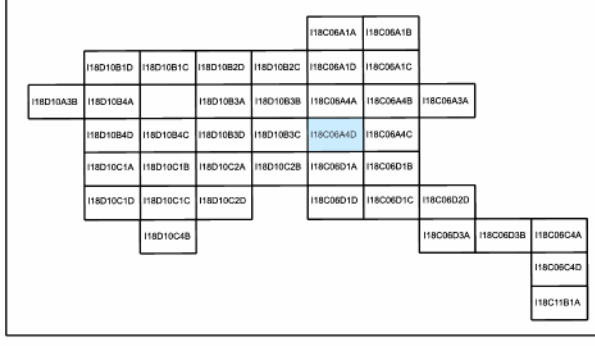 I18C06A1A I18C06A1B
I18D10B1D I18D10B1C I18D10B2D I18D10B2C I18C06A1D I18C06A1C
I18D10A3B I18D10B4A I18D10B3A I18D10B3B I18C06A4A I18C06A4B I18C06A3A
I18D10B4D I18D10B4C I18D10B3D I18D10B3C I18C06A4D I18C06A4C
I18D10C1A I18D10C1B I18D10C2A I18D10C2B I18C06D1A I18C06D1B
I18D10C1D I18D10C1C I18D10C2D I18C06D1D I18C06D1C I18C06D2D
I18D10C4B I18C06D3A I18C06D3B I18C06C4A
I18C06C4D
I18C11B1A